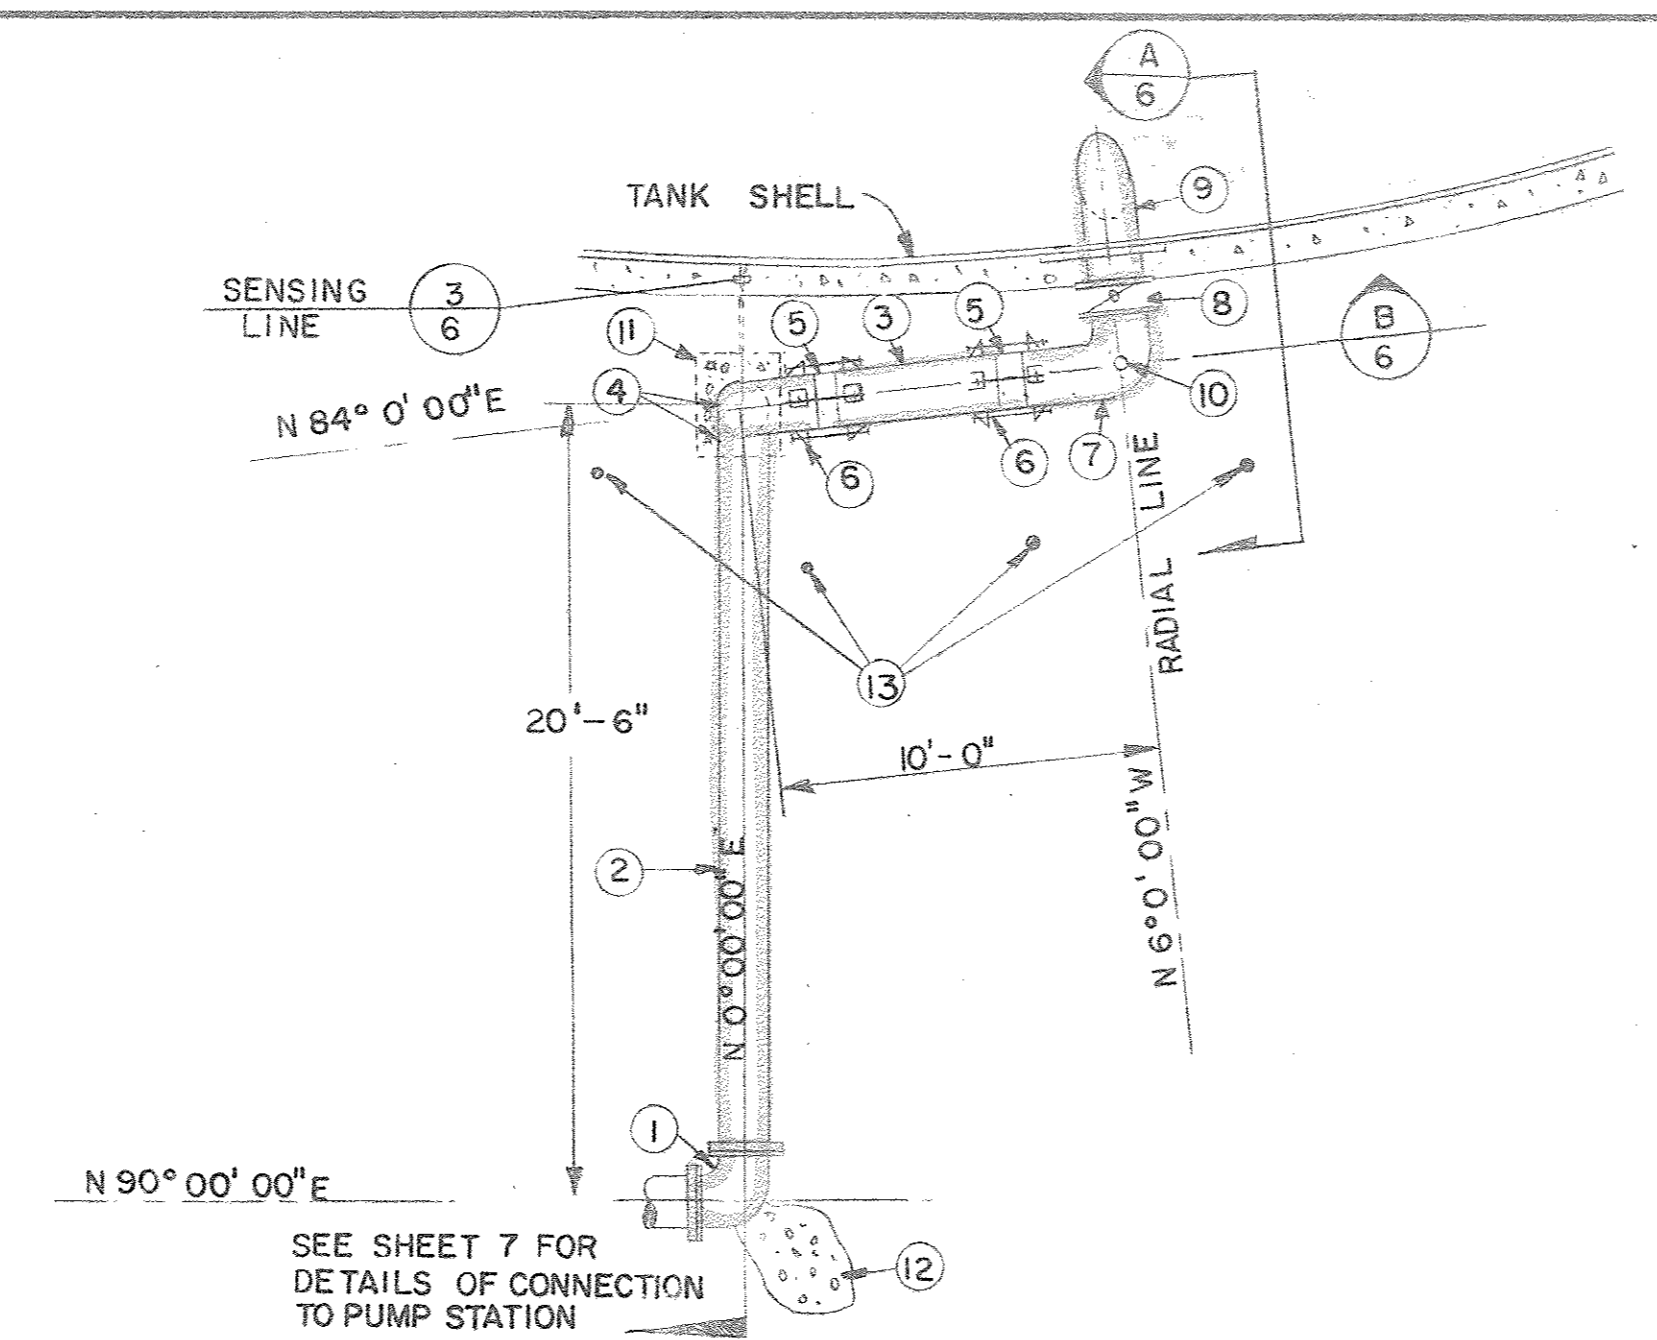 A
6
TANK SHELL
9
SENSING
LINE
3
6
11
5
3
5
8
B
6
4
10
N 84° 0' 00"E
6
6
7
RADIAL LINE
13
20'-6"
10'-0"
2
N 0° 00' 00" E
N 6° 0' 00" W
1
N 90° 00' 00"E
SEE SHEET 7 FOR
DETAILS OF CONNECTION
TO PUMP STATION
12